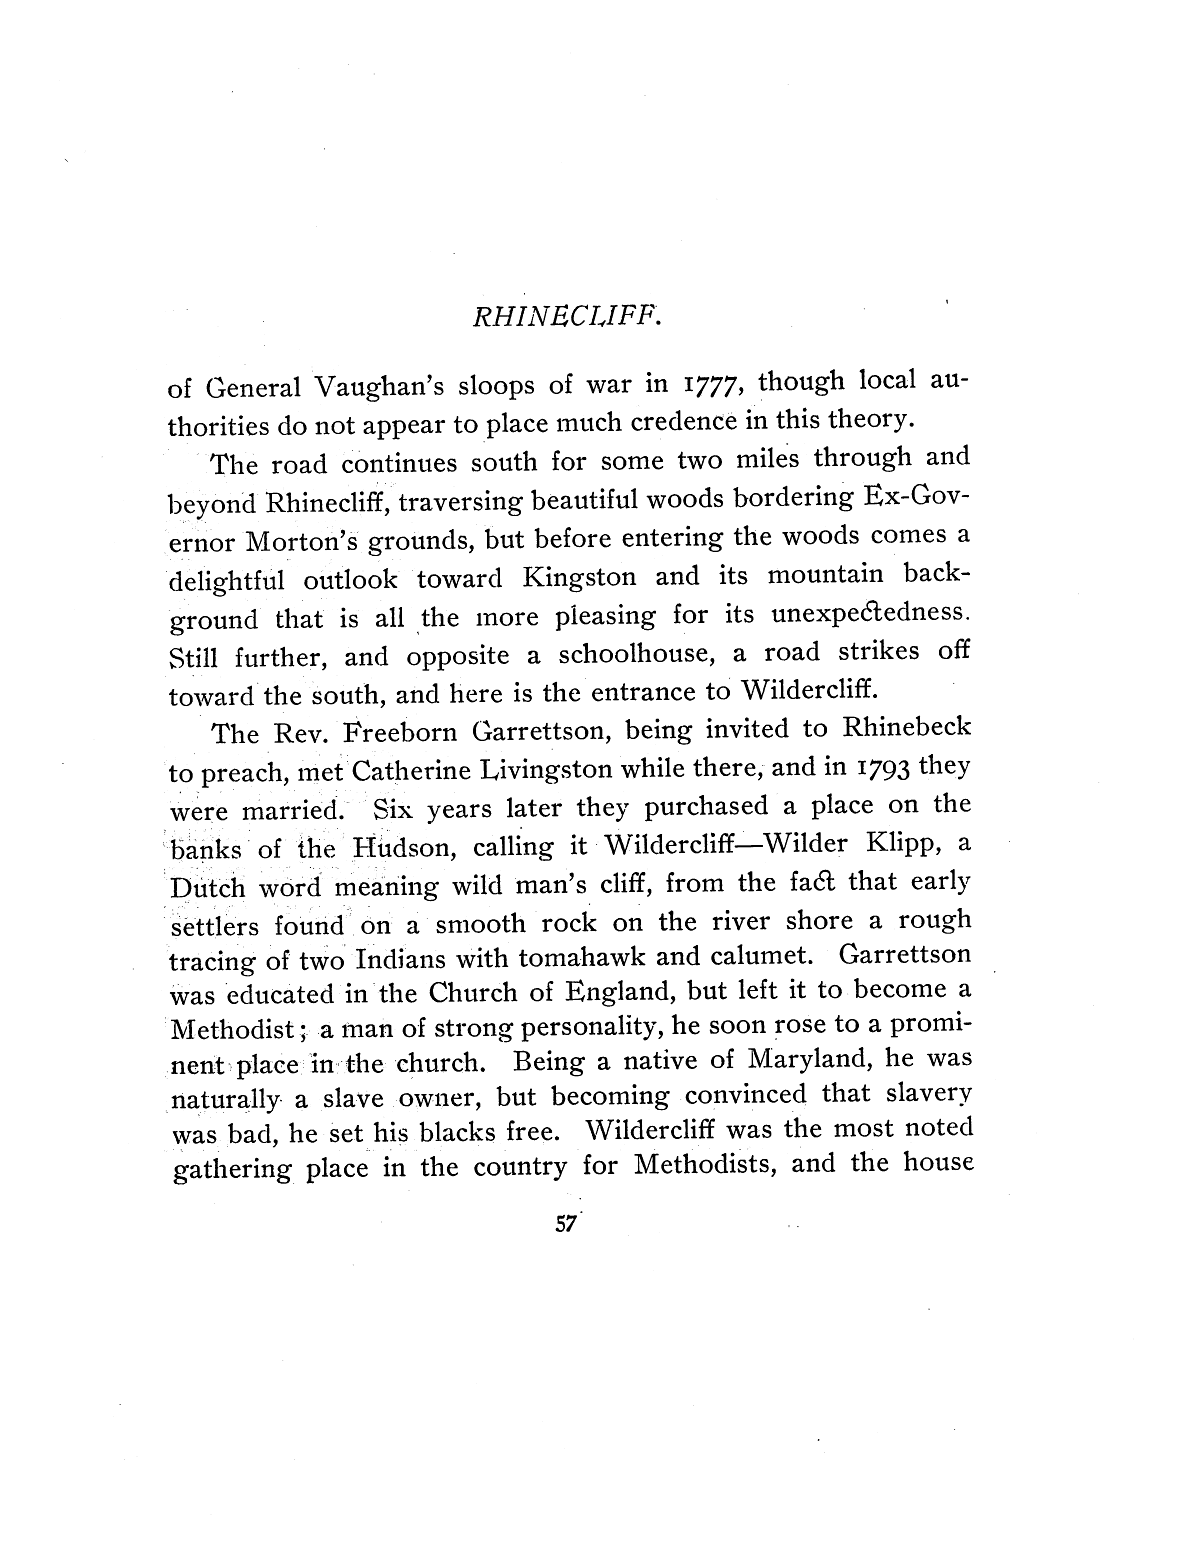 RHINECLIFF.
of General Vaughan's sloops of war in 1777, though local au-
thorities do not appear to place much credence in this theory.
The road continues south for some two miles through and
beyond Rhinecliff, traversing beautiful woods bordering Ex-Gov-
ernor Morton's grounds, but before entering the woods comes a
delightful outlook toward Kingston and its mountain back-
ground that is all the more pleasing for its unexpectedness.
Still further, and opposite a schoolhouse, a road strikes off
toward the south, and here is the entrance to Wildercliff.
The Rev. Freeborn Garrettson, being invited to Rhinebeck
to preach, met Catherine Livingston while there, and in 1793 they
were married. Six years later they purchased a place on the
banks of the Hudson, calling it Wildercliff—Wilder Klipp, a
Dutch word meaning wild man's cliff, from the fact that early
settlers found on a smooth rock on the river shore a rough
tracing of two Indians with tomahawk and calumet. Garrettson
was educated in the Church of England, but left it to become a
Methodist; a man of strong personality, he soon rose to a promi-
nent place in the church. Being a native of Maryland, he was
naturally a slave owner, but becoming convinced that slavery
was bad, he set his blacks free. Wildercliff was the most noted
gathering place in the country for Methodists, and the house
57